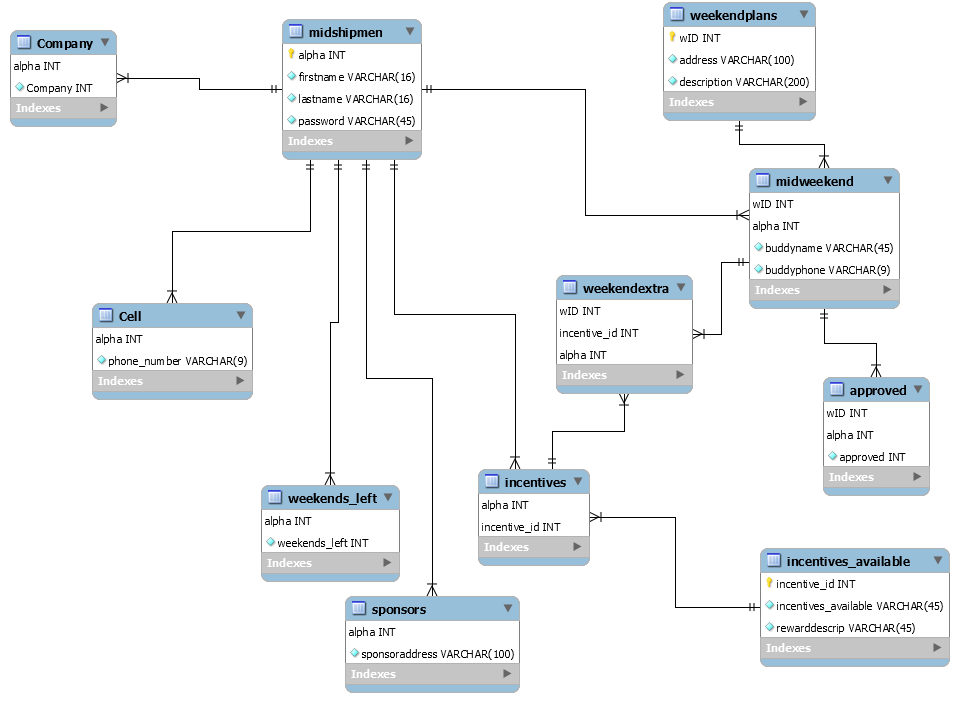 Company
alpha INT
Company INT
Indexes
midshipmen
alpha INT
firstname VARCHAR(16)
lastname VARCHAR(16)
password VARCHAR(45)
Indexes
weekendplans
wID INT
address VARCHAR(100)
description VARCHAR(200)
Indexes
midweekend
wID INT
alpha INT
buddyname VARCHAR(45)
buddyphone VARCHAR(9)
Indexes
Cell
alpha INT
phone_number VARCHAR(9)
Indexes
weekendextra
wID INT
incentive_id INT
alpha INT
Indexes
approved
wID INT
alpha INT
approved INT
Indexes
weekends_left
alpha INT
weekends_left INT
Indexes
incentives
alpha INT
incentive_id INT
Indexes
sponsors
alpha INT
sponsoraddress VARCHAR(100)
Indexes
incentives_available
incentive_id INT
incentives_available VARCHAR(45)
rewarddescrip VARCHAR(45)
Indexes